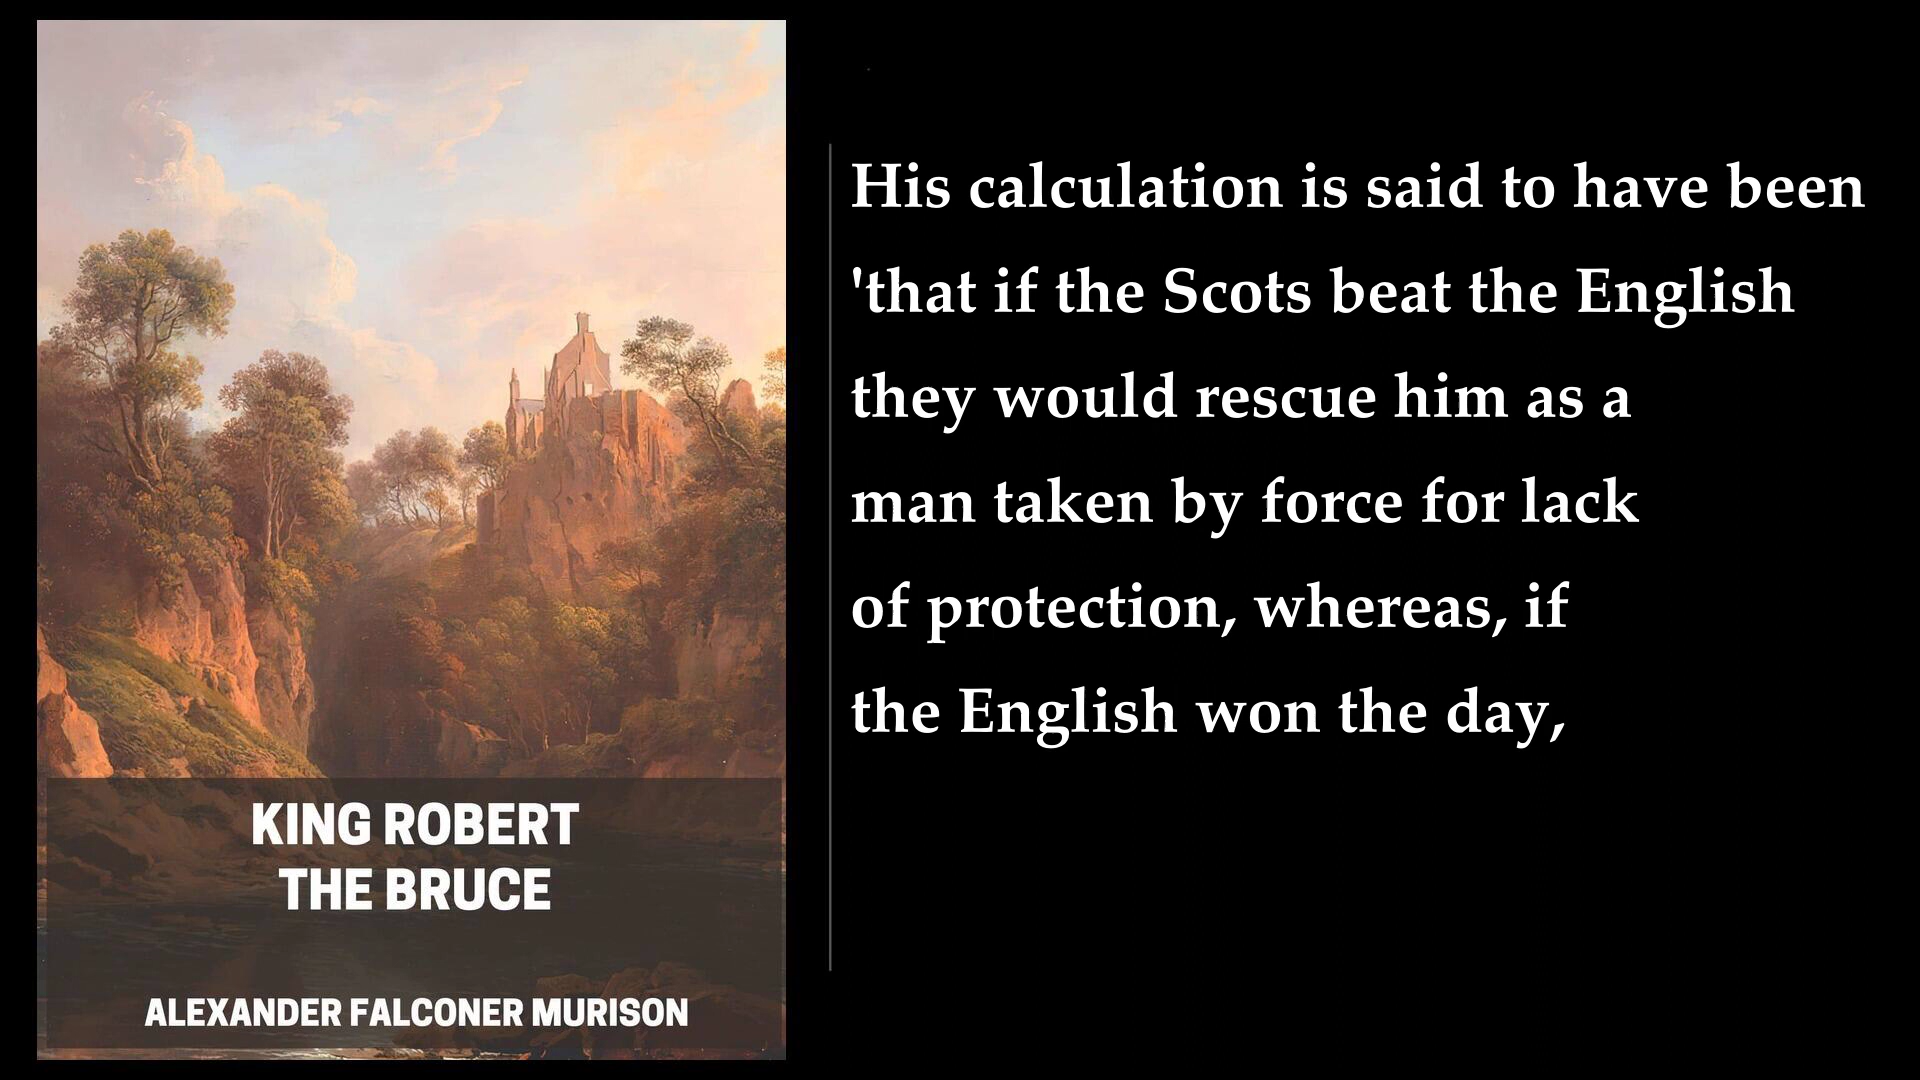 KING ROBERT
THE BRUCE
ALEXANDER FALCONER MURISON
His calculation is said to have been
'that if the Scots beat the English
they would rescue him as a
man taken by force for lack
of protection, whereas, if
the English won the day,